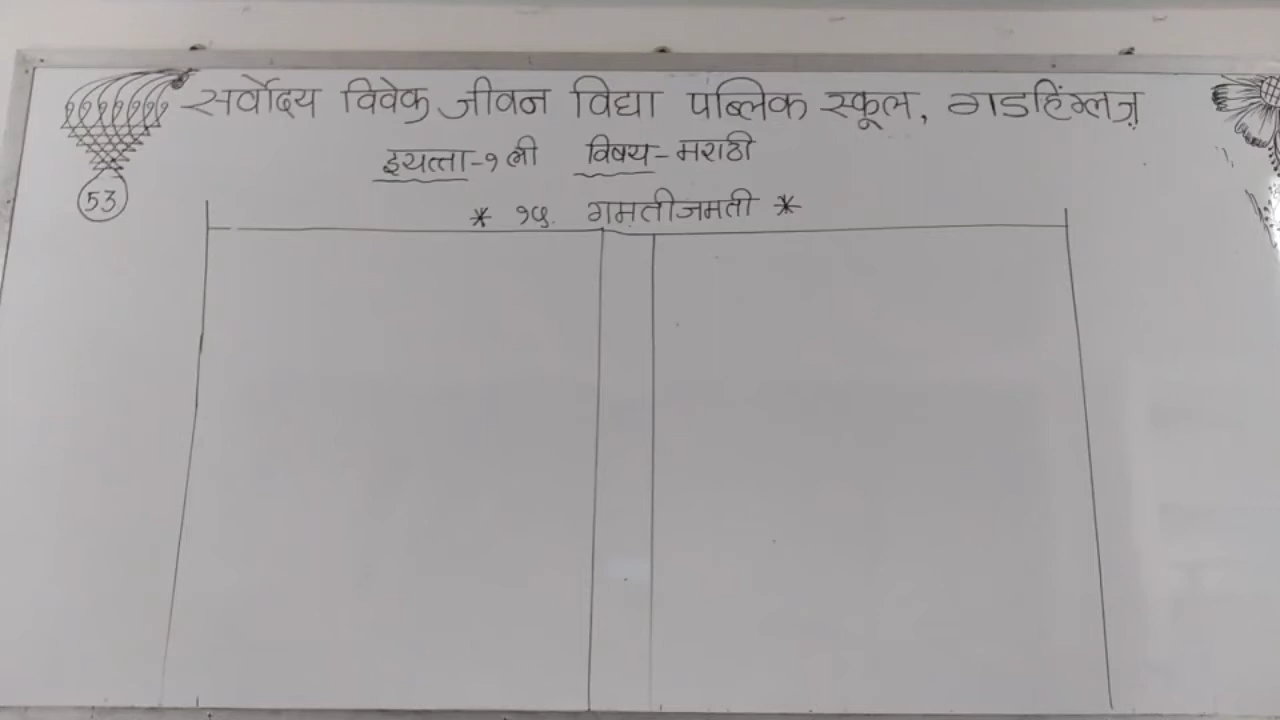 सर्वोदय विवेक जीवन विद्या पब्लिक स्कूल, गडहिंग्लज
इयत्ता-१ ली विषय-मराठी
53
* १५. गमतीजमती *